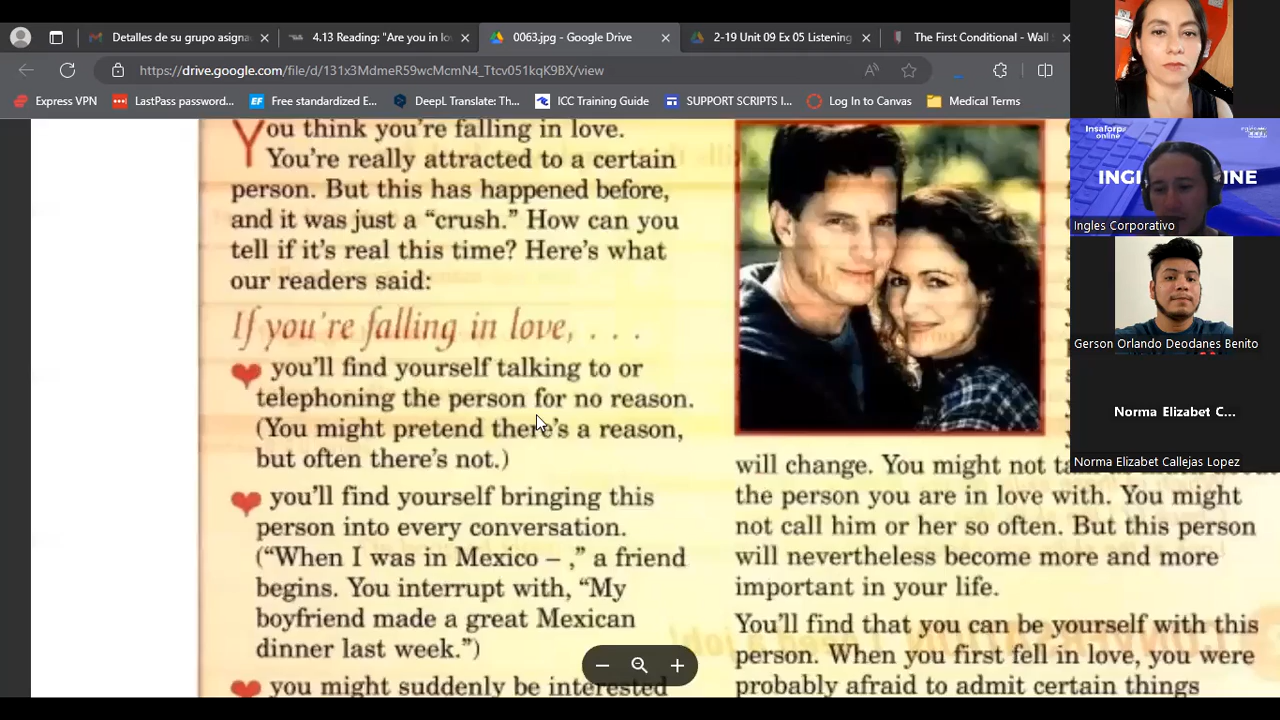 Detalles de su grupo asigna
4.13 Reading: "Are you in lo
0063.jpg - Google Drive
2-19 Unit 09 Ex 05 Listening
The First Conditional - Wall
https://drive.google.com/file/d/131x3MdmeR59wcMcmN4_Ttcv051kqK9BX/view
Express VPN
LastPass password...
Free standardized E...
DeepL Translate: Th...
ICC Training Guide
SUPPORT SCRIPTS I...
Log In to Canvas
Medical Terms
You think you're falling in love.
You're really attracted to a certain
person. But this has happened before,
and it was just a “crush.” How can you
tell if it's real this time? Here's what
our readers said:
If you're falling in love, . . .
you'll find yourself talking to or
telephoning the person for no reason.
(You might pretend there's a reason,
but often there's not.)
you'll find yourself bringing this
person into every conversation.
(“When I was in Mexico – ,” a friend
begins. You interrupt with, “My
boyfriend made a great Mexican
dinner last week.”)
you might suddenly be interested
will change. You might not
the person you are in love with. You might
not call him or her so often. But this person
will nevertheless become more and more
important in your life.
You'll find that you can be yourself with this
person. When you first fell in love, you were
probably afraid to admit certain things
Insaforp
online
INGL
INE
Ingles Corporativo
Gerson Orlando Deodanes Benito
Norma Elizabet C...
Norma Elizabet Callejas Lopez